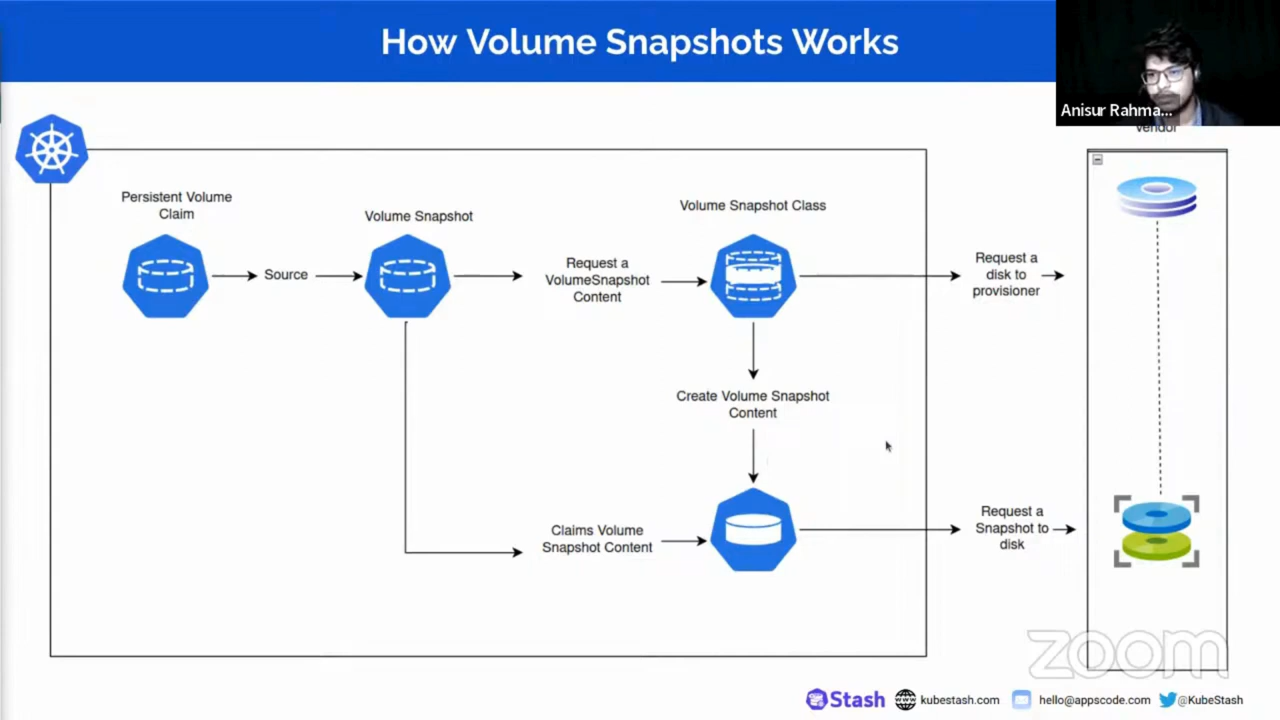 How Volume Snapshots Works
Anisur Rahma...
Vendor
Persistent Volume
Claim
Volume Snapshot
Volume Snapshot Class
Source
Request a
VolumeSnapshot
Content
Request a
disk to
provisioner
Create Volume Snapshot
Content
Claims Volume
Snapshot Content
Request a
Snapshot to
disk
zoom
Stash
kubestash.com
hello@appscode.com
@KubeStash